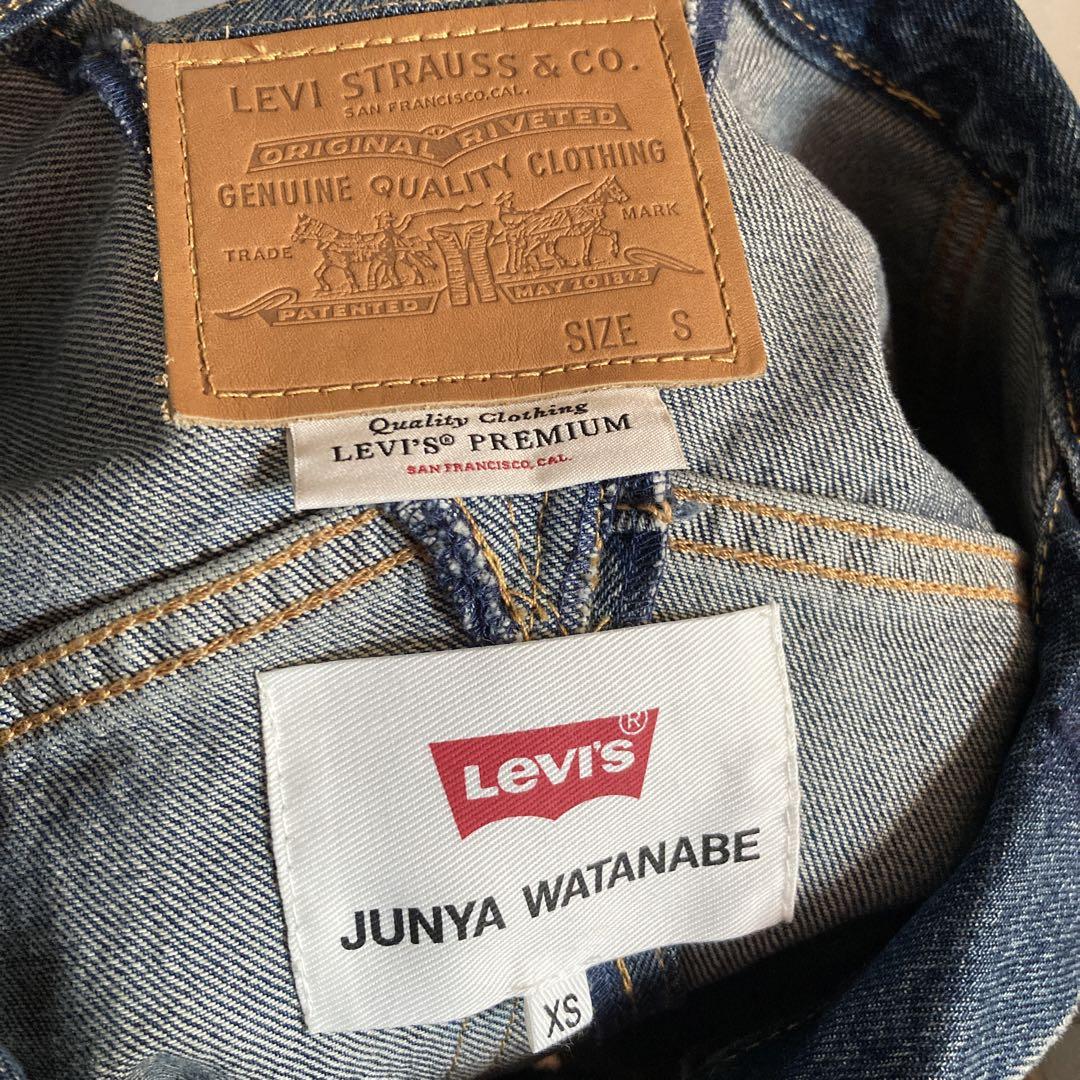 LEVI STRAUSS & CO.
SAN FRANCISCO, CAL.
ORIGINAL RIVETED
GENUINE QUALITY CLOTHING
TRADE MARK
PATENTED MAY 20 1873
SIZE S
Quality Clothing
LEVI'S® PREMIUM
SAN FRANCISCO, CAL.
LEVI'S®
JUNYA WATANABE
XS